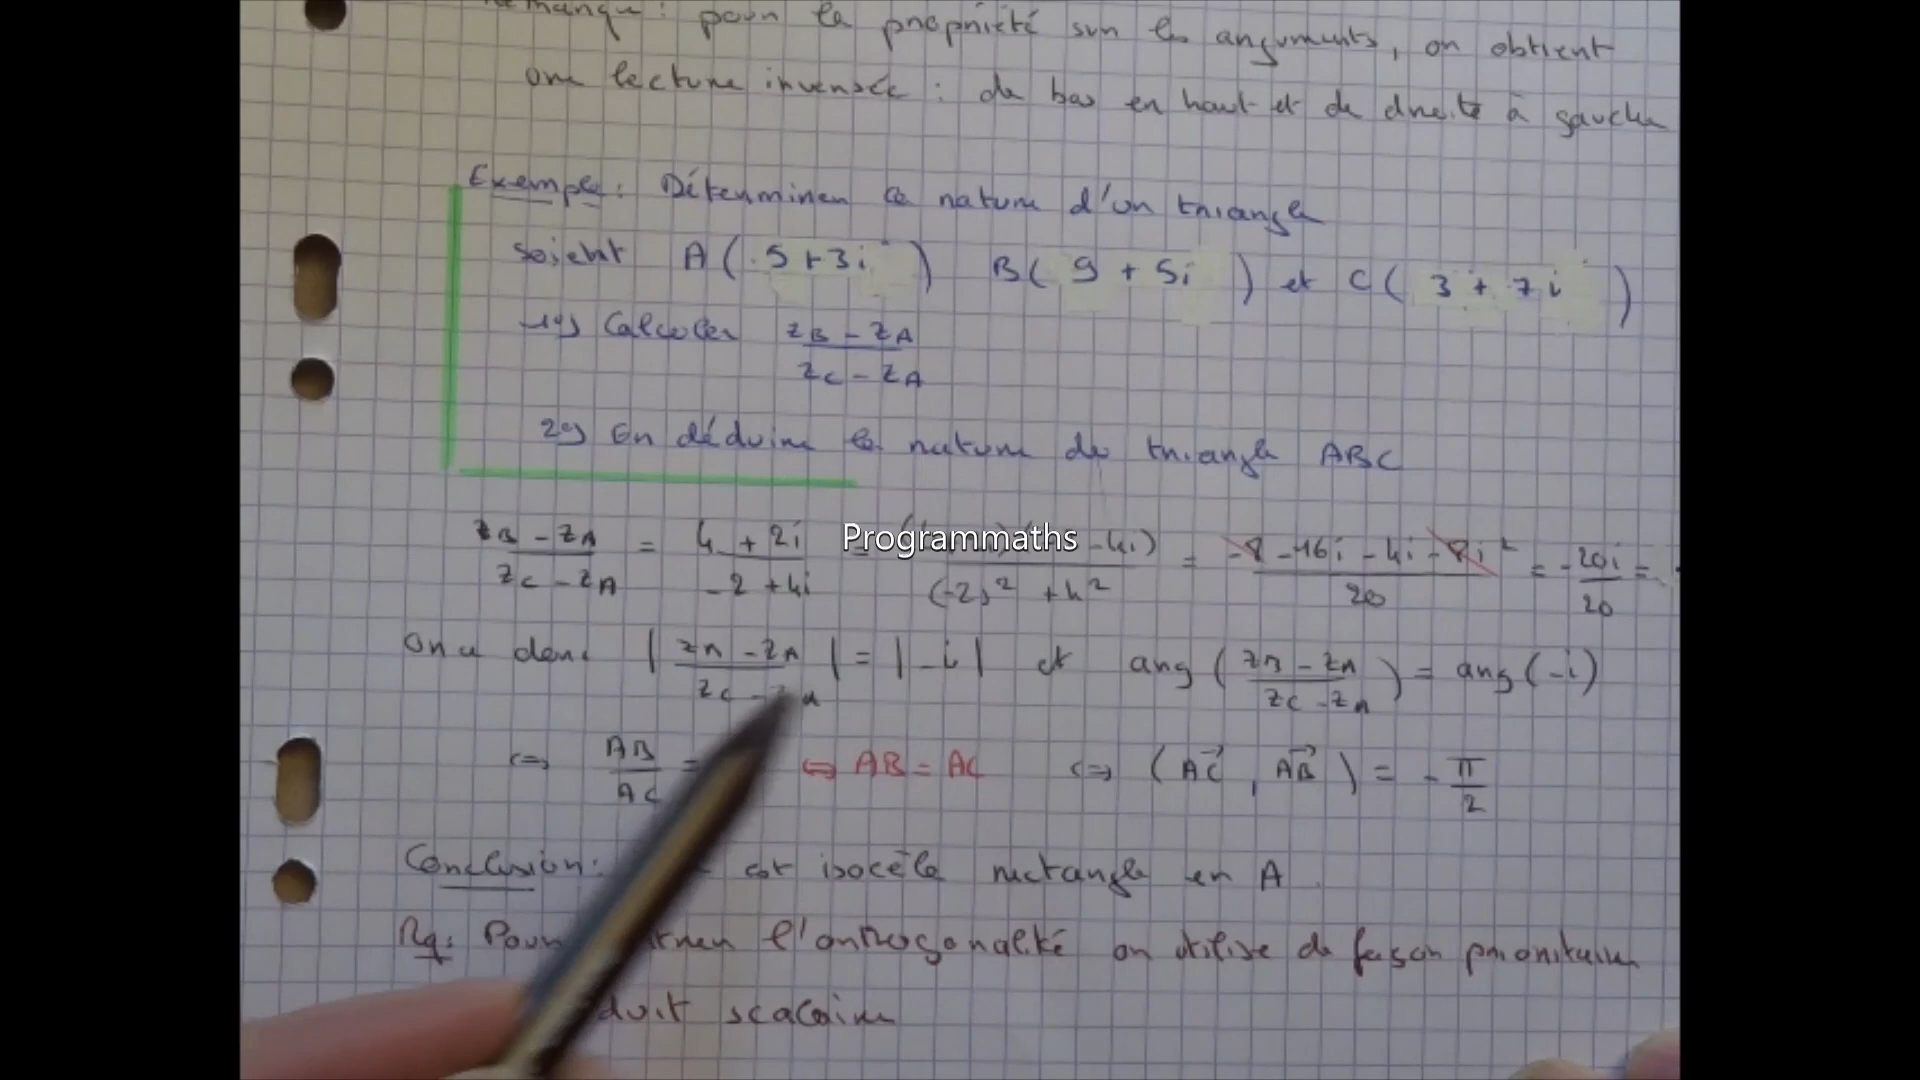 Remarque : pour la propriété sur les arguments, on obtient
une lecture inversée : de bas en haut et de droite à gauche
Exemple : Déterminer la nature d'un triangle
soient A ( 5 + 3i ) B ( 9 + 5i ) et C ( 3 + 7i )
1°) Calculer (zB - zA)/(zC - zA)
2°) En déduire la nature du triangle ABC
(zB - zA)/(zC - zA) = (4 + 2i)/(-2 + 4i) = - 4i)/((-2)² + 4²) = (-8 - 16i - 4i - 8i²)/20 = -20i/20 =
Programmaths
On a donc |(zB - zA)/(zC - zA)| = |-i| et arg((zB - zA)/(zC - zA)) = arg(-i)
⇔ AB/AC = ⇔ AB = AC ⇔ (AC→, AB→) = -π/2
Conclusion : est isocèle rectangle en A.
Rq : Pour l'orthogonalité on utilise de façon prioritaire
scalaire